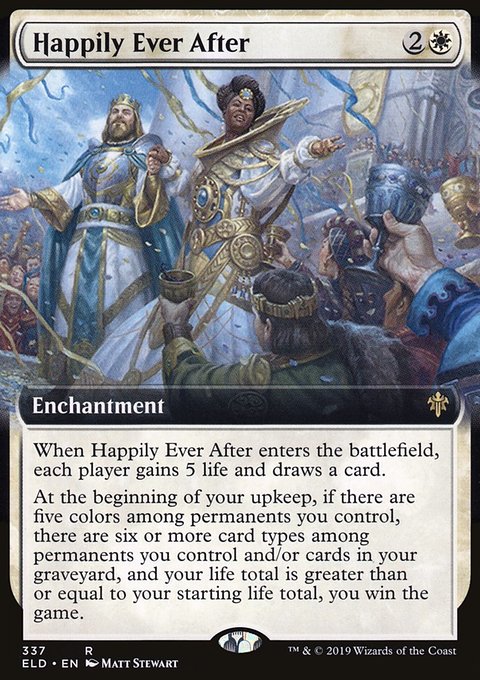 Happily Ever After 2
Enchantment
When Happily Ever After enters the battlefield,
each player gains 5 life and draws a card.
At the beginning of your upkeep, if there are
five colors among permanents you control,
there are six or more card types among
permanents you control and/or cards in your
graveyard, and your life total is greater than
or equal to your starting life total, you win the
game.
337 R
ELD • EN Matt Stewart
™ & © 2019 Wizards of the Coast